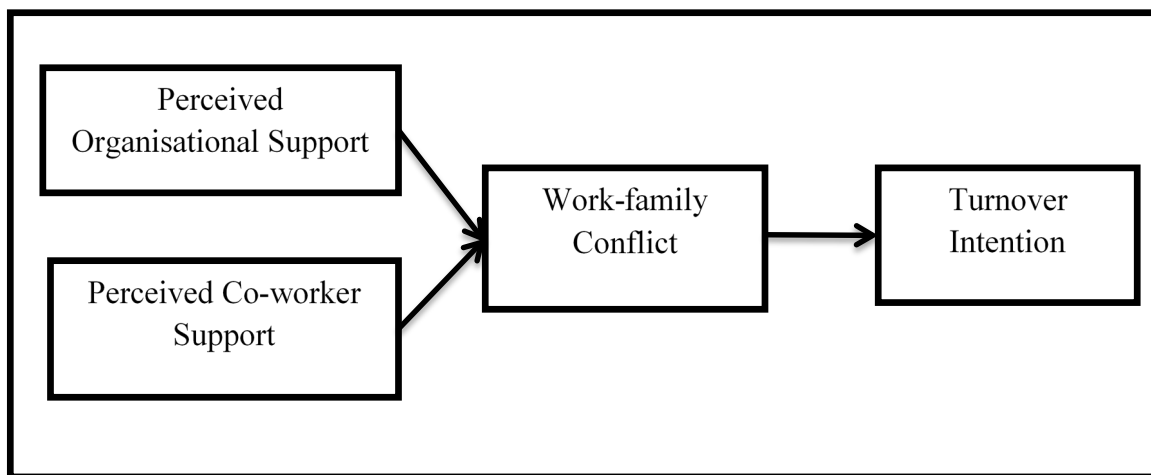 Perceived
Organisational Support
Perceived Co-worker
Support
Work-family
Conflict
Turnover
Intention